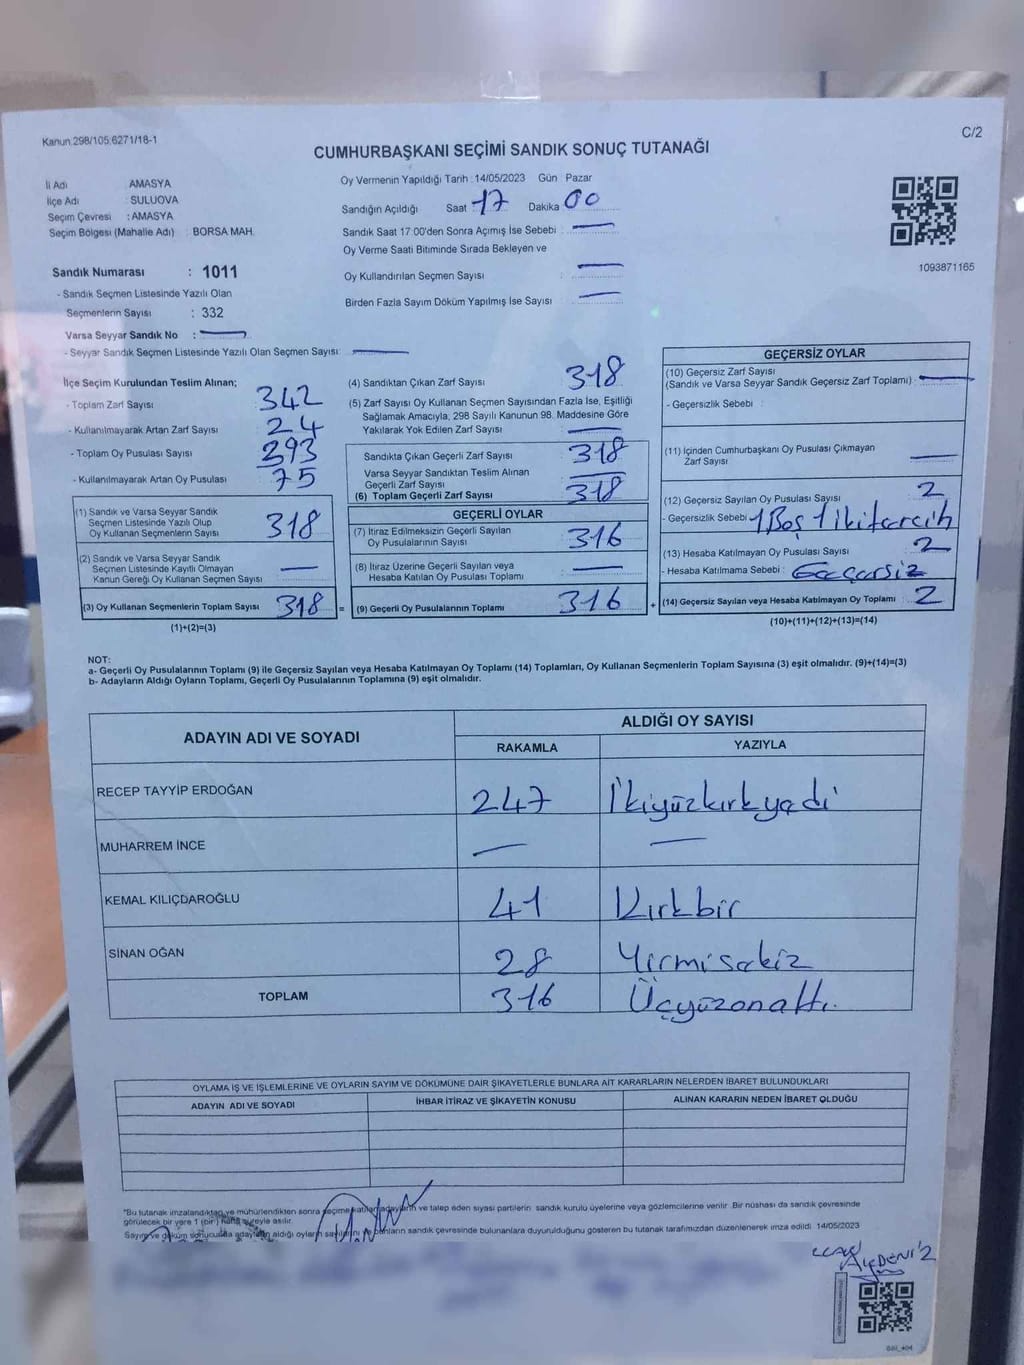 Kanun:298/105;6271/18-1
C/2
CUMHURBAŞKANI SEÇİMİ SANDIK SONUÇ TUTANAĞI
İl Adı AMASYA
İlçe Adı : SULUOVA
Seçim Çevresi : AMASYA
Seçim Bölgesi (Mahalle Adı) : BORSA MAH.
Oy Vermenin Yapıldığı Tarih :14/05/2023 Gün Pazar
Sandığın Açıldığı Saat 17 Dakika 00
Sandık Saat 17:00'den Sonra Açımış İse Sebebi : —
Oy Verme Saati Bitiminde Sırada Bekleyen ve
Oy Kullandırılan Seçmen Sayısı : —
Birden Fazla Sayım Döküm Yapılmış İse Sayısı : —
1093871165
Sandık Numarası : 1011
- Sandık Seçmen Listesinde Yazılı Olan
Seçmenlerin Sayısı : 332
Varsa Seyyar Sandık No : —
- Seyyar Sandık Seçmen Listesinde Yazılı Olan Seçmen Sayısı: —
İlçe Seçim Kurulundan Teslim Alınan;
- Toplam Zarf Sayısı 342
- Kullanılmayarak Artan Zarf Sayısı 24
- Toplam Oy Pusulası Sayısı 393
- Kullanılmayarak Artan Oy Pusulası 75
(1) Sandık ve Varsa Seyyar Sandık
Seçmen Listesinde Yazılı Olup
Oy Kullanan Seçmenlerin Sayısı 318
(2) Sandık ve Varsa Seyyar Sandık
Seçmen Listesinde Kayıtlı Olmayan
Kanun Gereği Oy Kullanan Seçmen Sayısı —
(3) Oy Kullanan Seçmenlerin Toplam Sayısı 318 =
(1)+(2)=(3)
(4) Sandıktan Çıkan Zarf Sayısı 318
(5) Zarf Sayısı Oy Kullanan Seçmen Sayısından Fazla İse, Eşitliği
Sağlamak Amacıyla, 298 Sayılı Kanunun 98. Maddesine Göre
Yakılarak Yok Edilen Zarf Sayısı —
Sandıkta Çıkan Geçerli Zarf Sayısı 318
Varsa Seyyar Sandıktan Teslim Alınan
Geçerli Zarf Sayısı —
(6) Toplam Geçerli Zarf Sayısı 318
GEÇERLİ OYLAR
(7) İtiraz Edilmeksizin Geçerli Sayılan
Oy Pusulalarının Sayısı 316
(8) İtiraz Üzerine Geçerli Sayılan veya
Hesaba Katılan Oy Pusulası Toplamı —
(9) Geçerli Oy Pusulalarının Toplamı 316 +
GEÇERSİZ OYLAR
(10) Geçersiz Zarf Sayısı
(Sandık ve Varsa Seyyar Sandık Geçersiz Zarf Toplamı) : —
- Geçersizlik Sebebi :
(11) İçinden Cumhurbaşkanı Oy Pusulası Çıkmayan
Zarf Sayısı —
(12) Geçersiz Sayılan Oy Pusulası Sayısı 2
- Geçersizlik Sebebi 1 Boş 1 iki tercih
(13) Hesaba Katılmayan Oy Pusulası Sayısı 2
- Hesaba Katılmama Sebebi : Geçersiz
(14) Geçersiz Sayılan veya Hesaba Katılmayan Oy Toplamı 2
(10)+(11)+(12)+(13)=(14)
NOT:
a- Geçerli Oy Pusulalarının Toplamı (9) ile Geçersiz Sayılan veya Hesaba Katılmayan Oy Toplamı (14) Toplamları, Oy Kullanan Seçmenlerin Toplam Sayısına (3) eşit olmalıdır. (9)+(14)=(3)
b- Adayların Aldığı Oyların Toplamı, Geçerli Oy Pusulalarının Toplamına (9) eşit olmalıdır.
ADAYIN ADI VE SOYADI ALDIĞI OY SAYISI
RAKAMLA YAZIYLA
RECEP TAYYİP ERDOĞAN 247 İkiyüzkırkyedi
MUHARREM İNCE — —
KEMAL KILIÇDAROĞLU 41 Kırkbir
SİNAN OĞAN 28 Yirmisekiz
TOPLAM 316 Üçyüzonaltı
OYLAMA İŞ VE İŞLEMLERİNE VE OYLARIN SAYIM VE DÖKÜMÜNE DAİR ŞİKAYETLERLE BUNLARA AİT KARARLARIN NELERDEN İBARET BULUNDUKLARI
ADAYIN ADI VE SOYADI İHBAR İTİRAZ VE ŞİKAYETİN KONUSU ALINAN KARARIN NEDEN İBARET OLDUĞU
"Bu tutanak imzalandıktan ve mühürlendikten sonra seçime katılan adayların ve talep eden siyasi partilerin sandık kurulu üyelerine veya gözlemcilerine verilir. Bir nüshası da sandık çevresinde
görülecek bir yere 1 (bir) hafta süreyle asılır.
Sayım ve döküm sonucunda adayların aldığı oyların sayılarını ve bunların sandık çevresinde bulunanlara duyurulduğunu gösteren bu tutanak tarafımızdan düzenlenerek imza edildi 14/05/2023
AYDENİZ